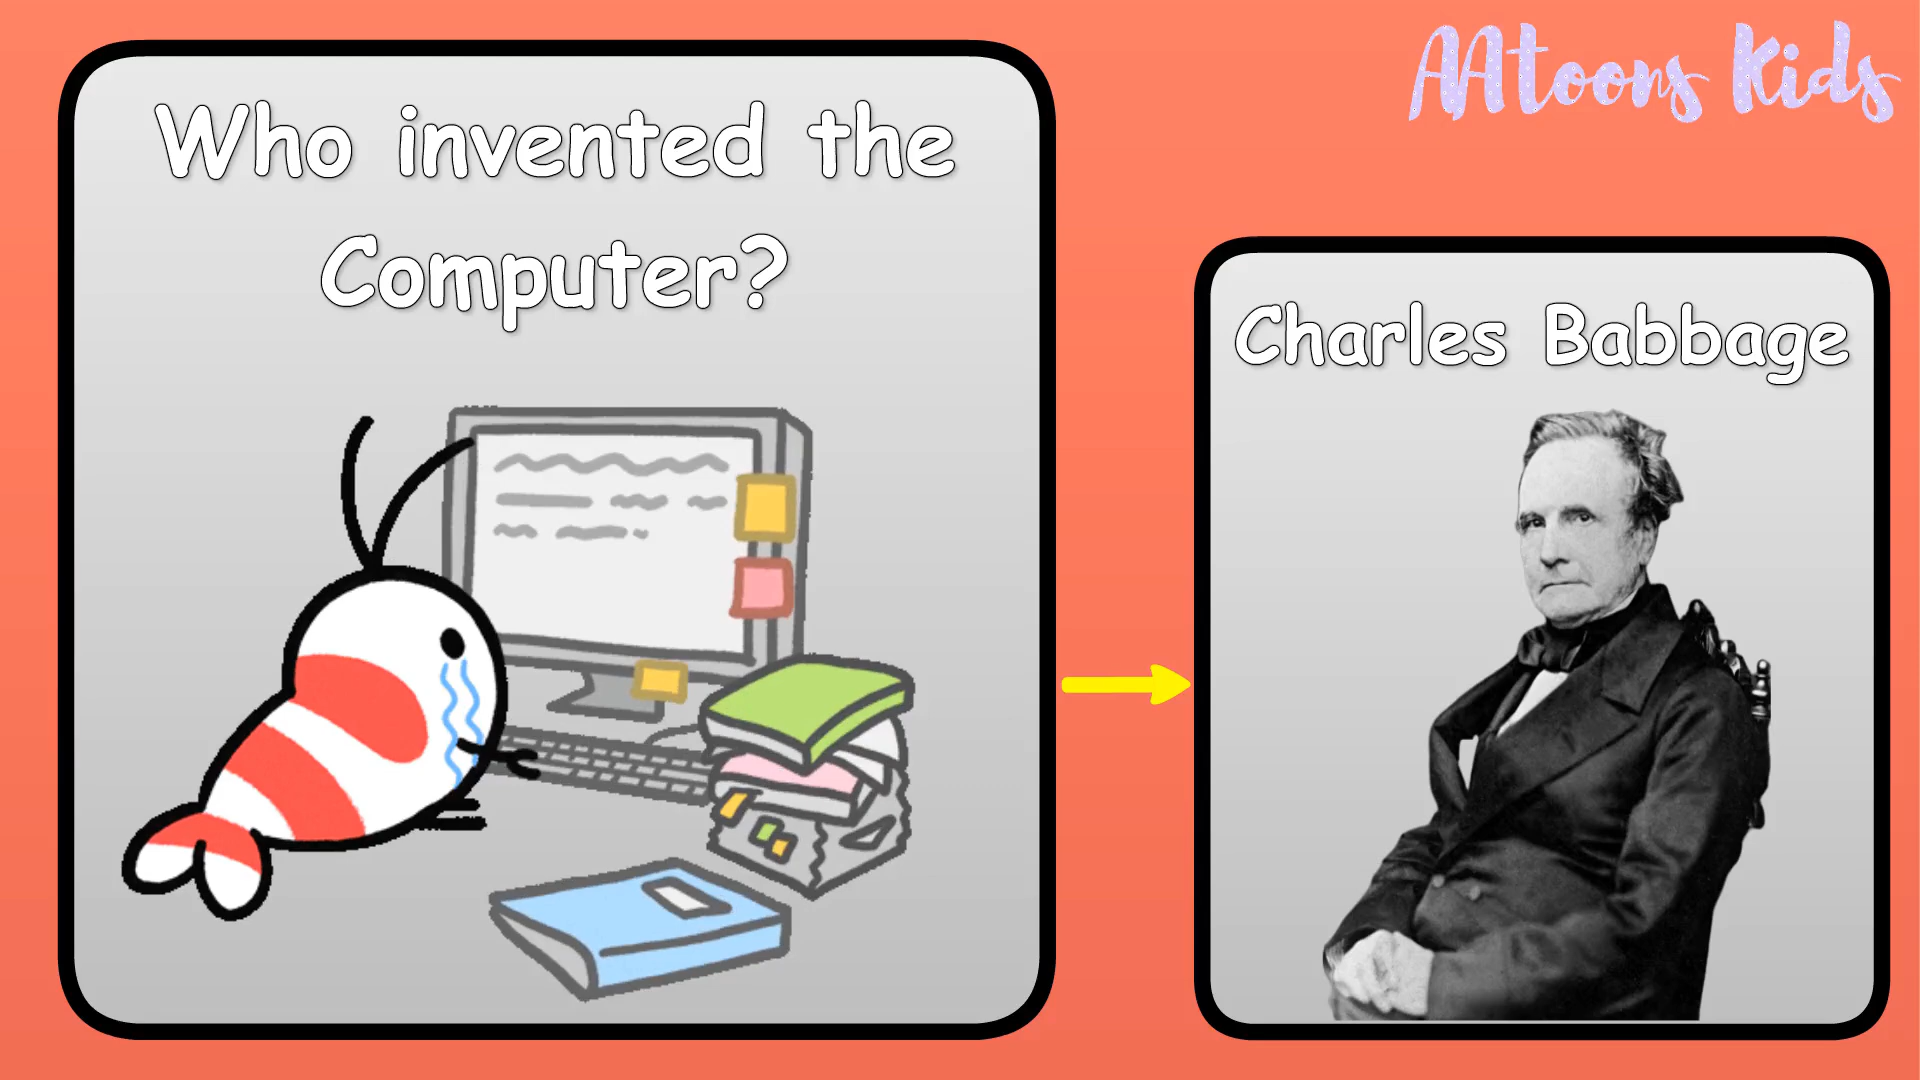 Who invented the
Computer?
AAtoons Kids
Charles Babbage